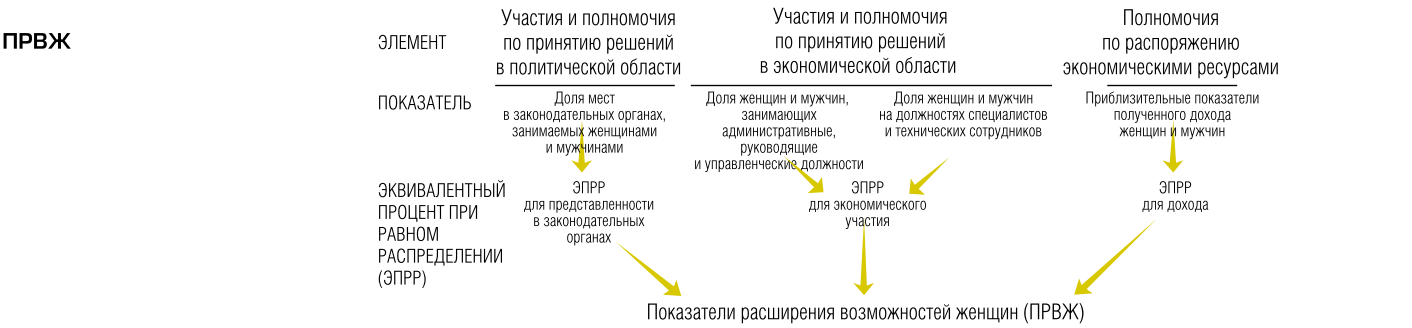 ПРВЖ
ЭЛЕМЕНТ
Участия и полномочия
по принятию решений
в политической области
Участия и полномочия
по принятию решений
в экономической области
Полномочия
по распоряжению
экономическими ресурсами
ПОКАЗАТЕЛЬ
Доля мест
в законодательных органах,
занимаемых женщинами
и мужчинами
Доля женщин и мужчин,
занимающих
административные,
руководящие
и управленческие должности
Доля женщин и мужчин
на должностях специалистов
и технических сотрудников
Приблизительные показатели
полученного дохода
женщин и мужчин
ЭКВИВАЛЕНТНЫЙ
ПРОЦЕНТ ПРИ
РАВНОМ
РАСПРЕДЕЛЕНИИ
(ЭПРР)
ЭПРР
для представленности
в законодательных
органах
ЭПРР
для экономического
участия
ЭПРР
для дохода
Показатели расширения возможностей женщин (ПРВЖ)